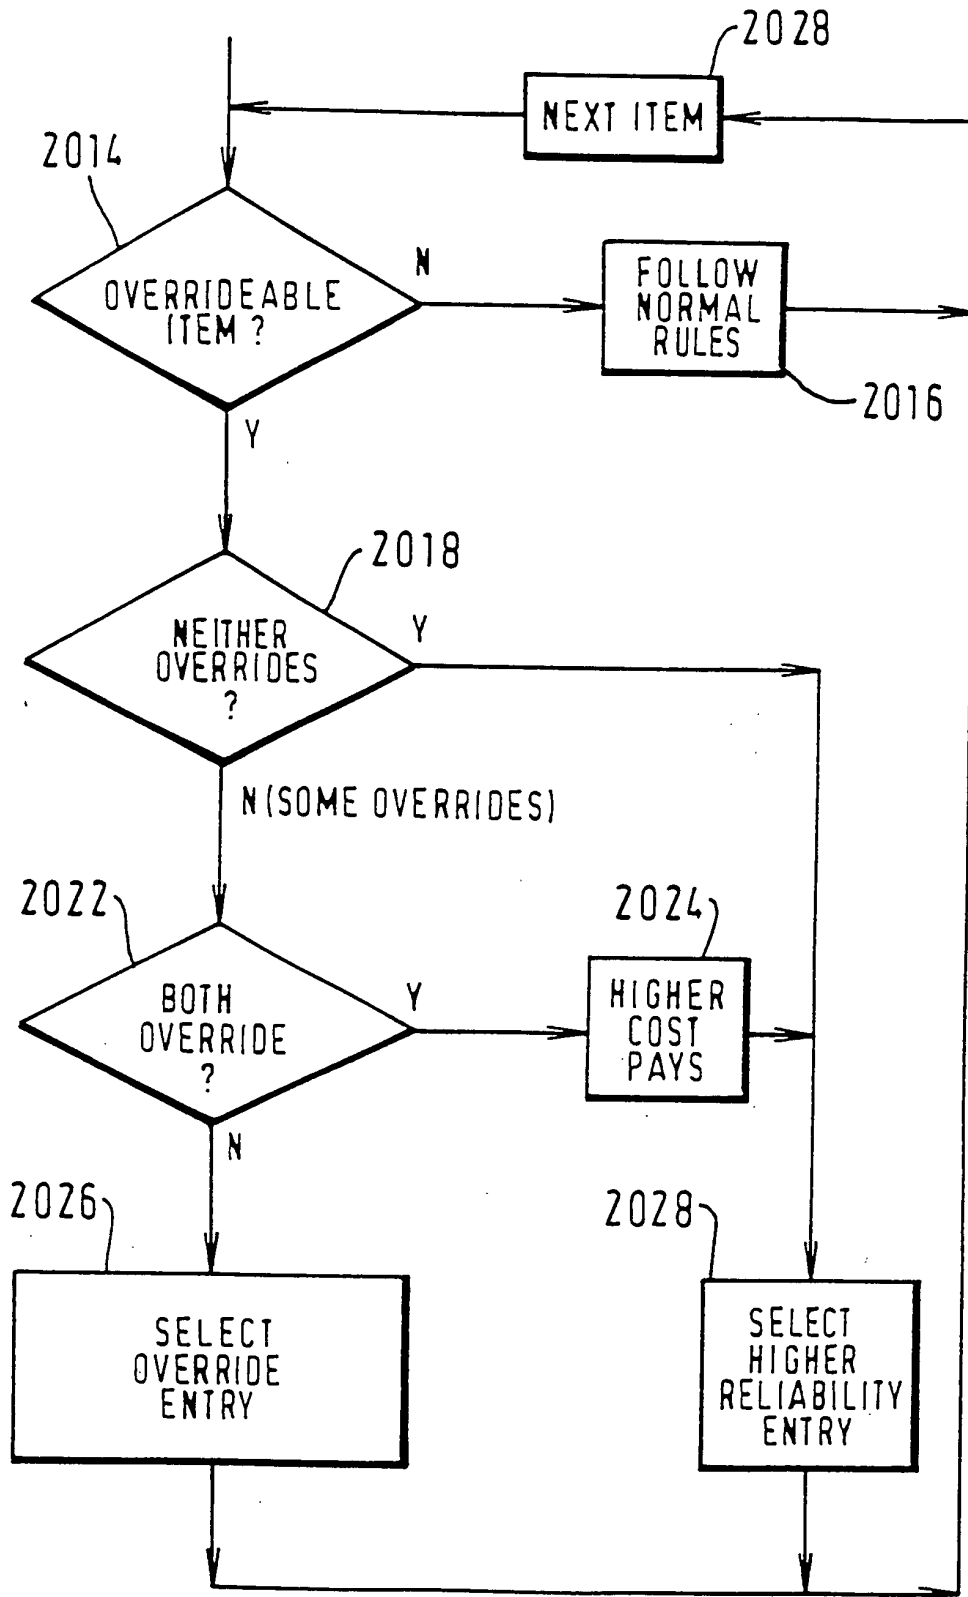 2028
NEXT ITEM
2014
OVERRIDEABLE
ITEM ?
N
FOLLOW
NORMAL
RULES
2016
Y
2018
NEITHER
OVERRIDES
?
Y
N (SOME OVERRIDES)
2022
BOTH
OVERRIDE
?
Y
2024
HIGHER
COST
PAYS
N
2026
SELECT
OVERRIDE
ENTRY
2028
SELECT
HIGHER
RELIABILITY
ENTRY